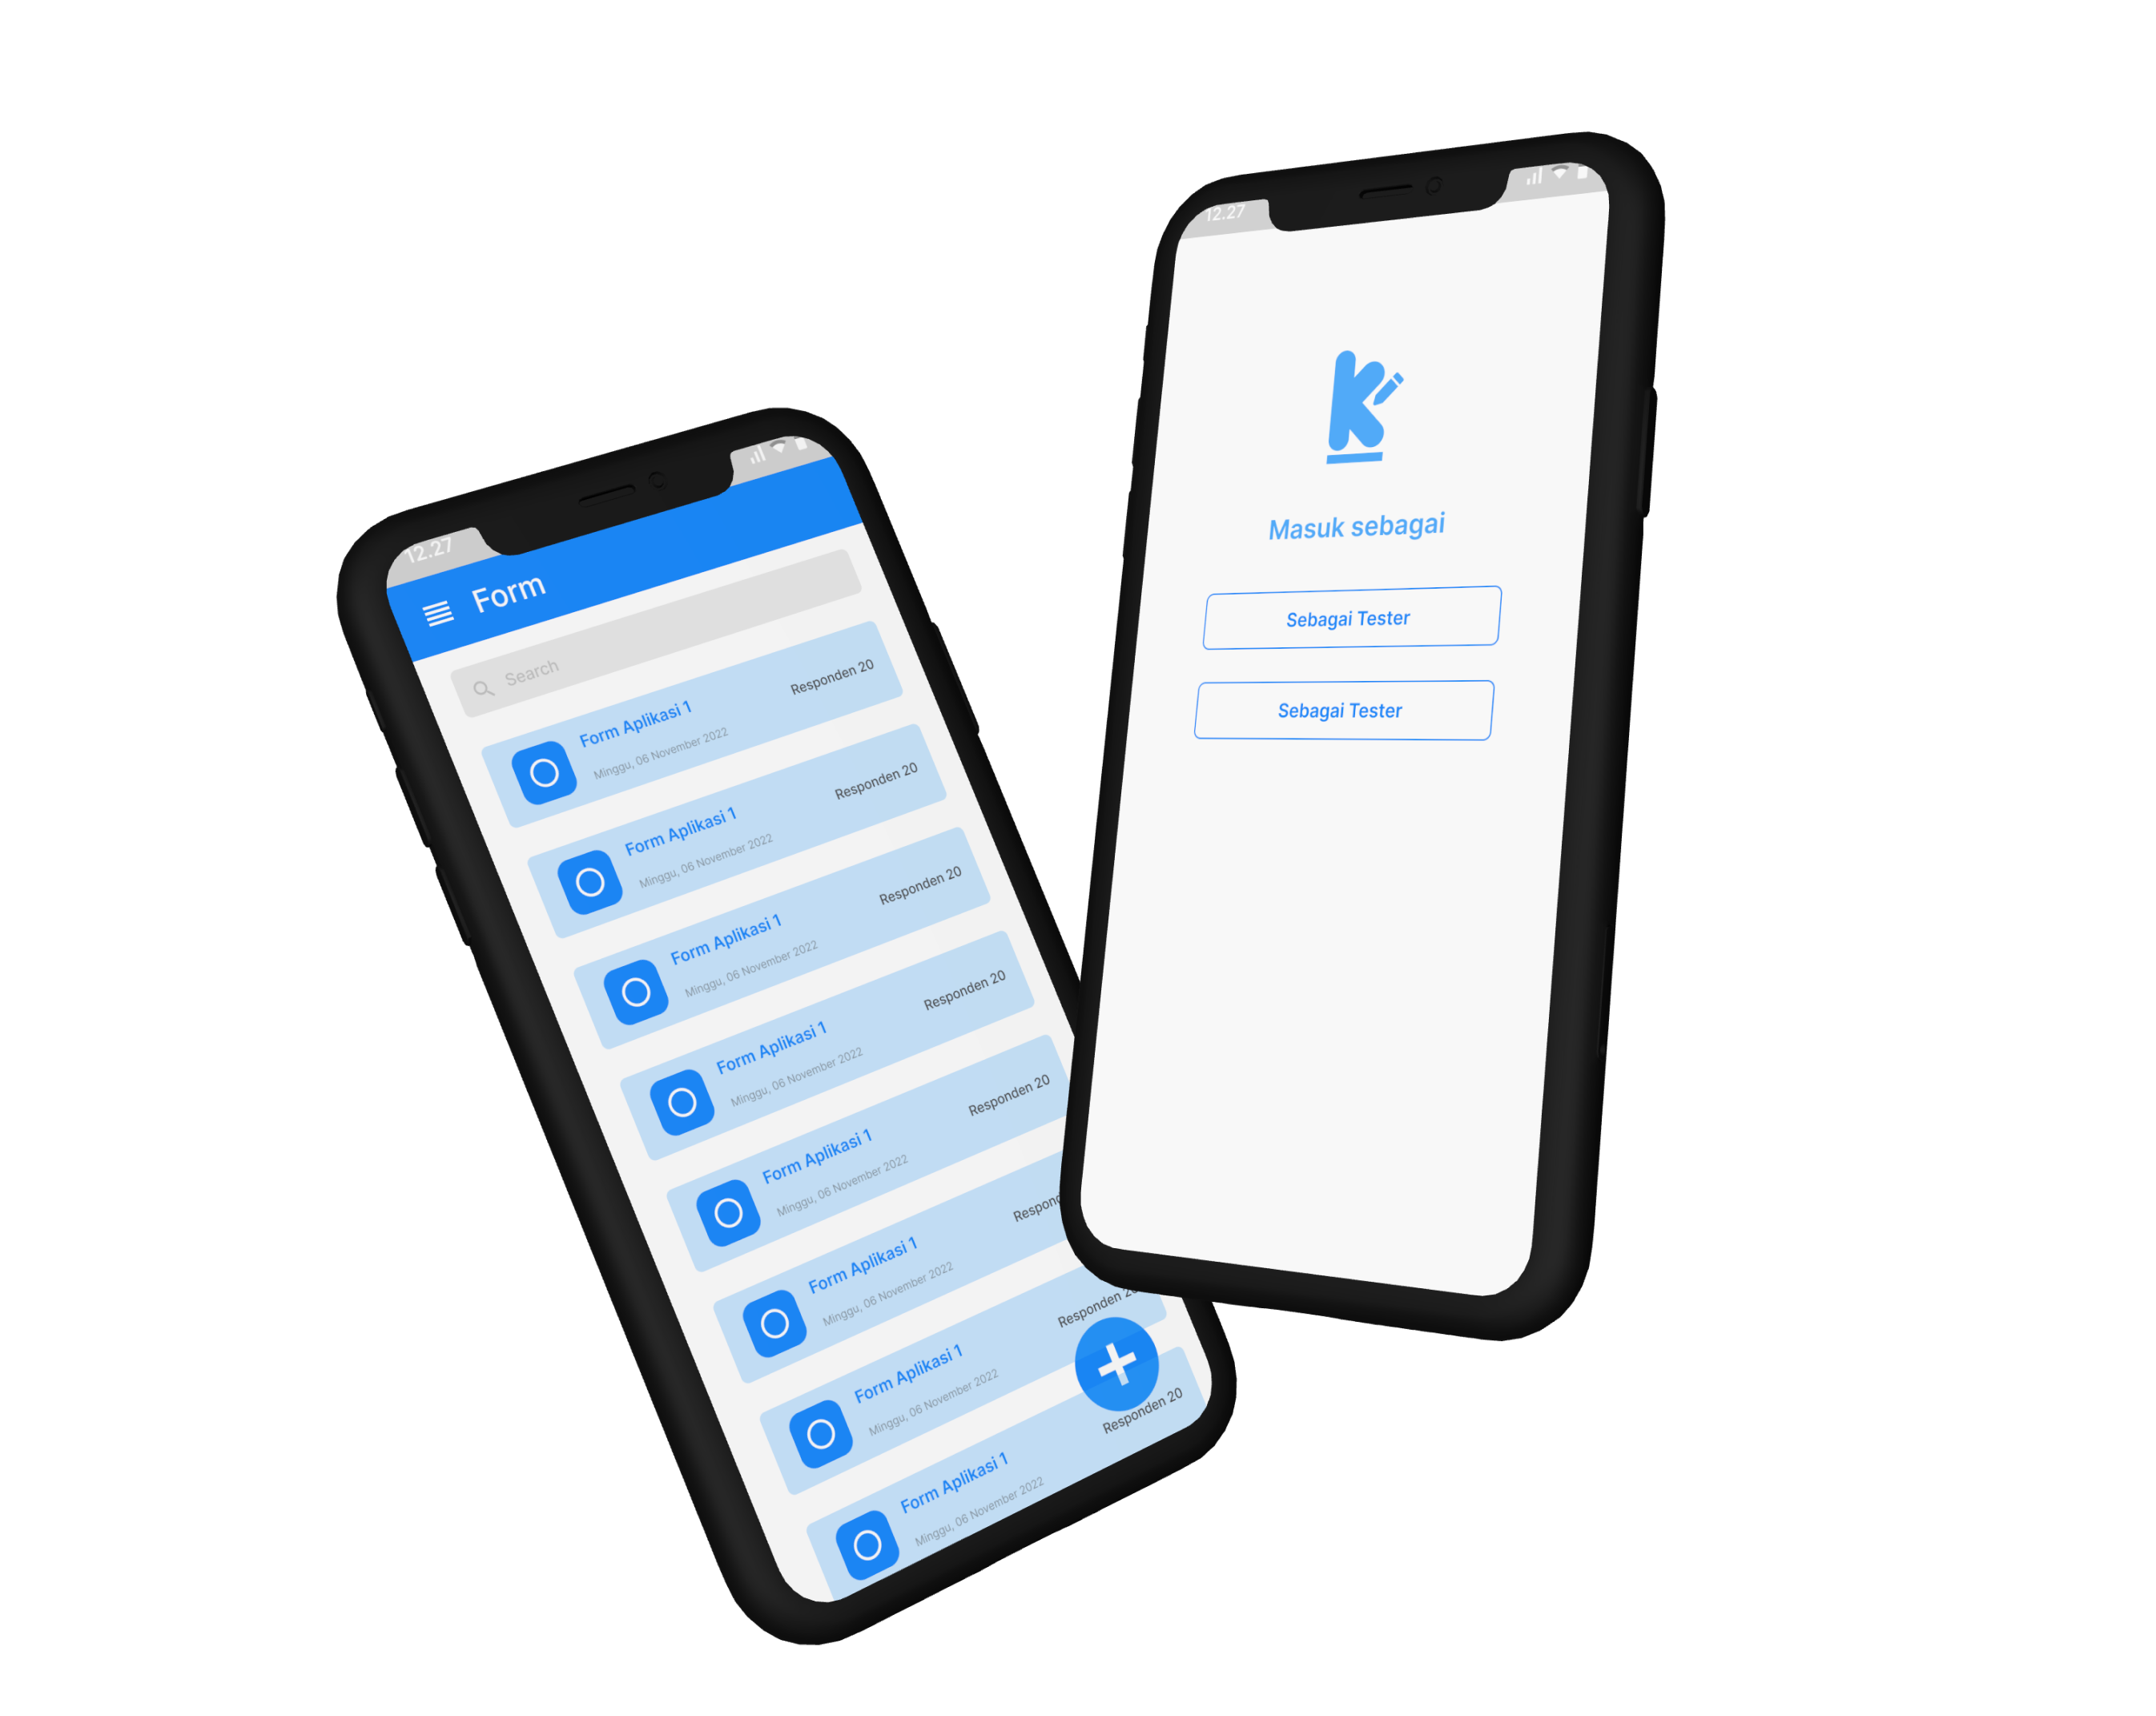 12.27
Form
Search
Form Aplikasi 1
Minggu, 06 November 2022
Responden 20
Form Aplikasi 1
Minggu, 06 November 2022
Responden 20
Form Aplikasi 1
Minggu, 06 November 2022
Responden 20
Form Aplikasi 1
Minggu, 06 November 2022
Responden 20
Form Aplikasi 1
Minggu, 06 November 2022
Responden 20
Form Aplikasi 1
Minggu, 06 November 2022
Form Aplikasi 1
Minggu, 06 November 2022
Responden 20
Form Aplikasi 1
Minggu, 06 November 2022
Responden 20
12.27
k
Masuk sebagai
Sebagai Tester
Sebagai Tester